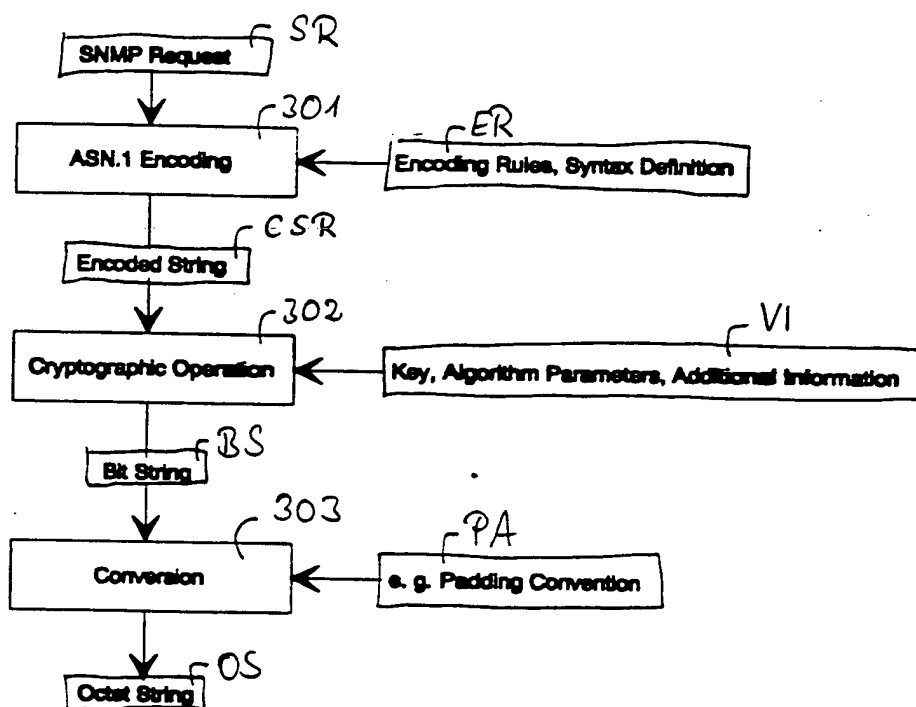 SR
SNMP Request
301
ASN.1 Encoding
ER
Encoding Rules, Syntax Definition
CSR
Encoded String
302
Cryptographic Operation
VI
Key, Algorithm Parameters, Additional Information
BS
Bit String
303
Conversion
PA
e. g. Padding Convention
OS
Octet String